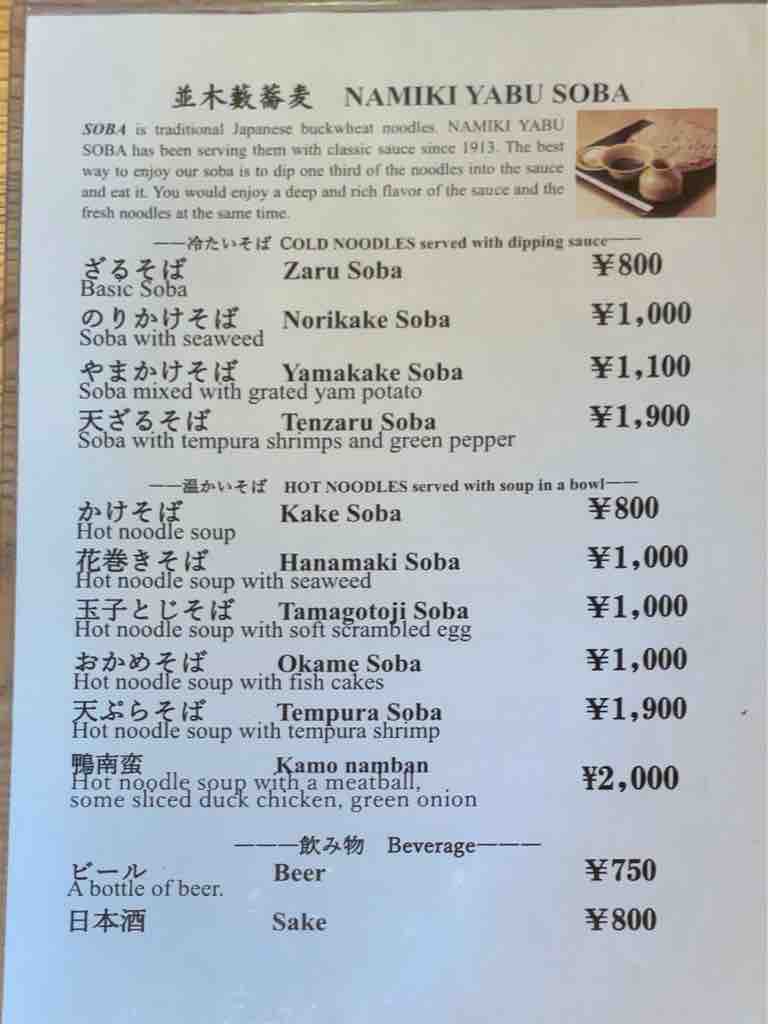 並木藪蕎麦 NAMIKI YABU SOBA
SOBA is traditional Japanese buckwheat noodles. NAMIKI YABU
SOBA has been serving them with classic sauce since 1913. The best
way to enjoy our soba is to dip one third of the noodles into the sauce
and eat it. You would enjoy a deep and rich flavor of the sauce and the
fresh noodles at the same time.
――冷たいそば COLD NOODLES served with dipping sauce――
ざるそば Zaru Soba ¥800
Basic Soba
のりかけそば Norikake Soba ¥1,000
Soba with seaweed
やまかけそば Yamakake Soba ¥1,100
Soba mixed with grated yam potato
天ざるそば Tenzaru Soba ¥1,900
Soba with tempura shrimps and green pepper
――温かいそば HOT NOODLES served with soup in a bowl――
かけそば Kake Soba ¥800
Hot noodle soup
花巻きそば Hanamaki Soba ¥1,000
Hot noodle soup with seaweed
玉子とじそば Tamagotoji Soba ¥1,000
Hot noodle soup with soft scrambled egg
おかめそば Okame Soba ¥1,000
Hot noodle soup with fish cakes
天ぷらそば Tempura Soba ¥1,900
Hot noodle soup with tempura shrimp
鴨南蛮 Kamo namban ¥2,000
Hot noodle soup with a meatball,
some sliced duck chicken, green onion
―――飲み物 Beverage―――
ビール Beer ¥750
A bottle of beer.
日本酒 Sake ¥800